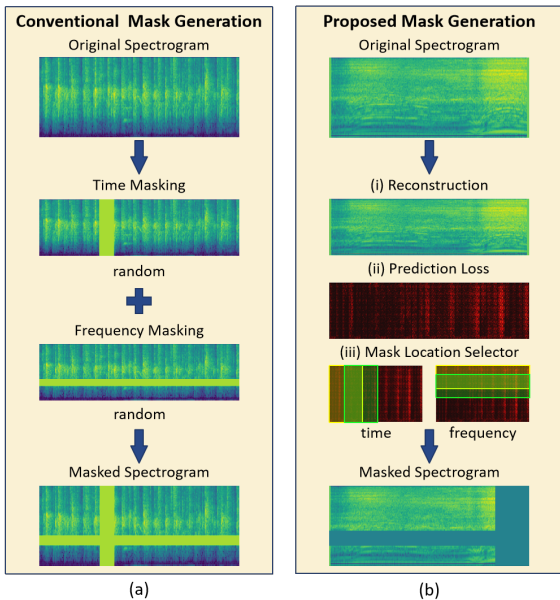 Conventional Mask Generation
Original Spectrogram
Time Masking
random
Frequency Masking
random
Masked Spectrogram
(a)
Proposed Mask Generation
Original Spectrogram
(i) Reconstruction
(ii) Prediction Loss
(iii) Mask Location Selector
time frequency
Masked Spectrogram
(b)